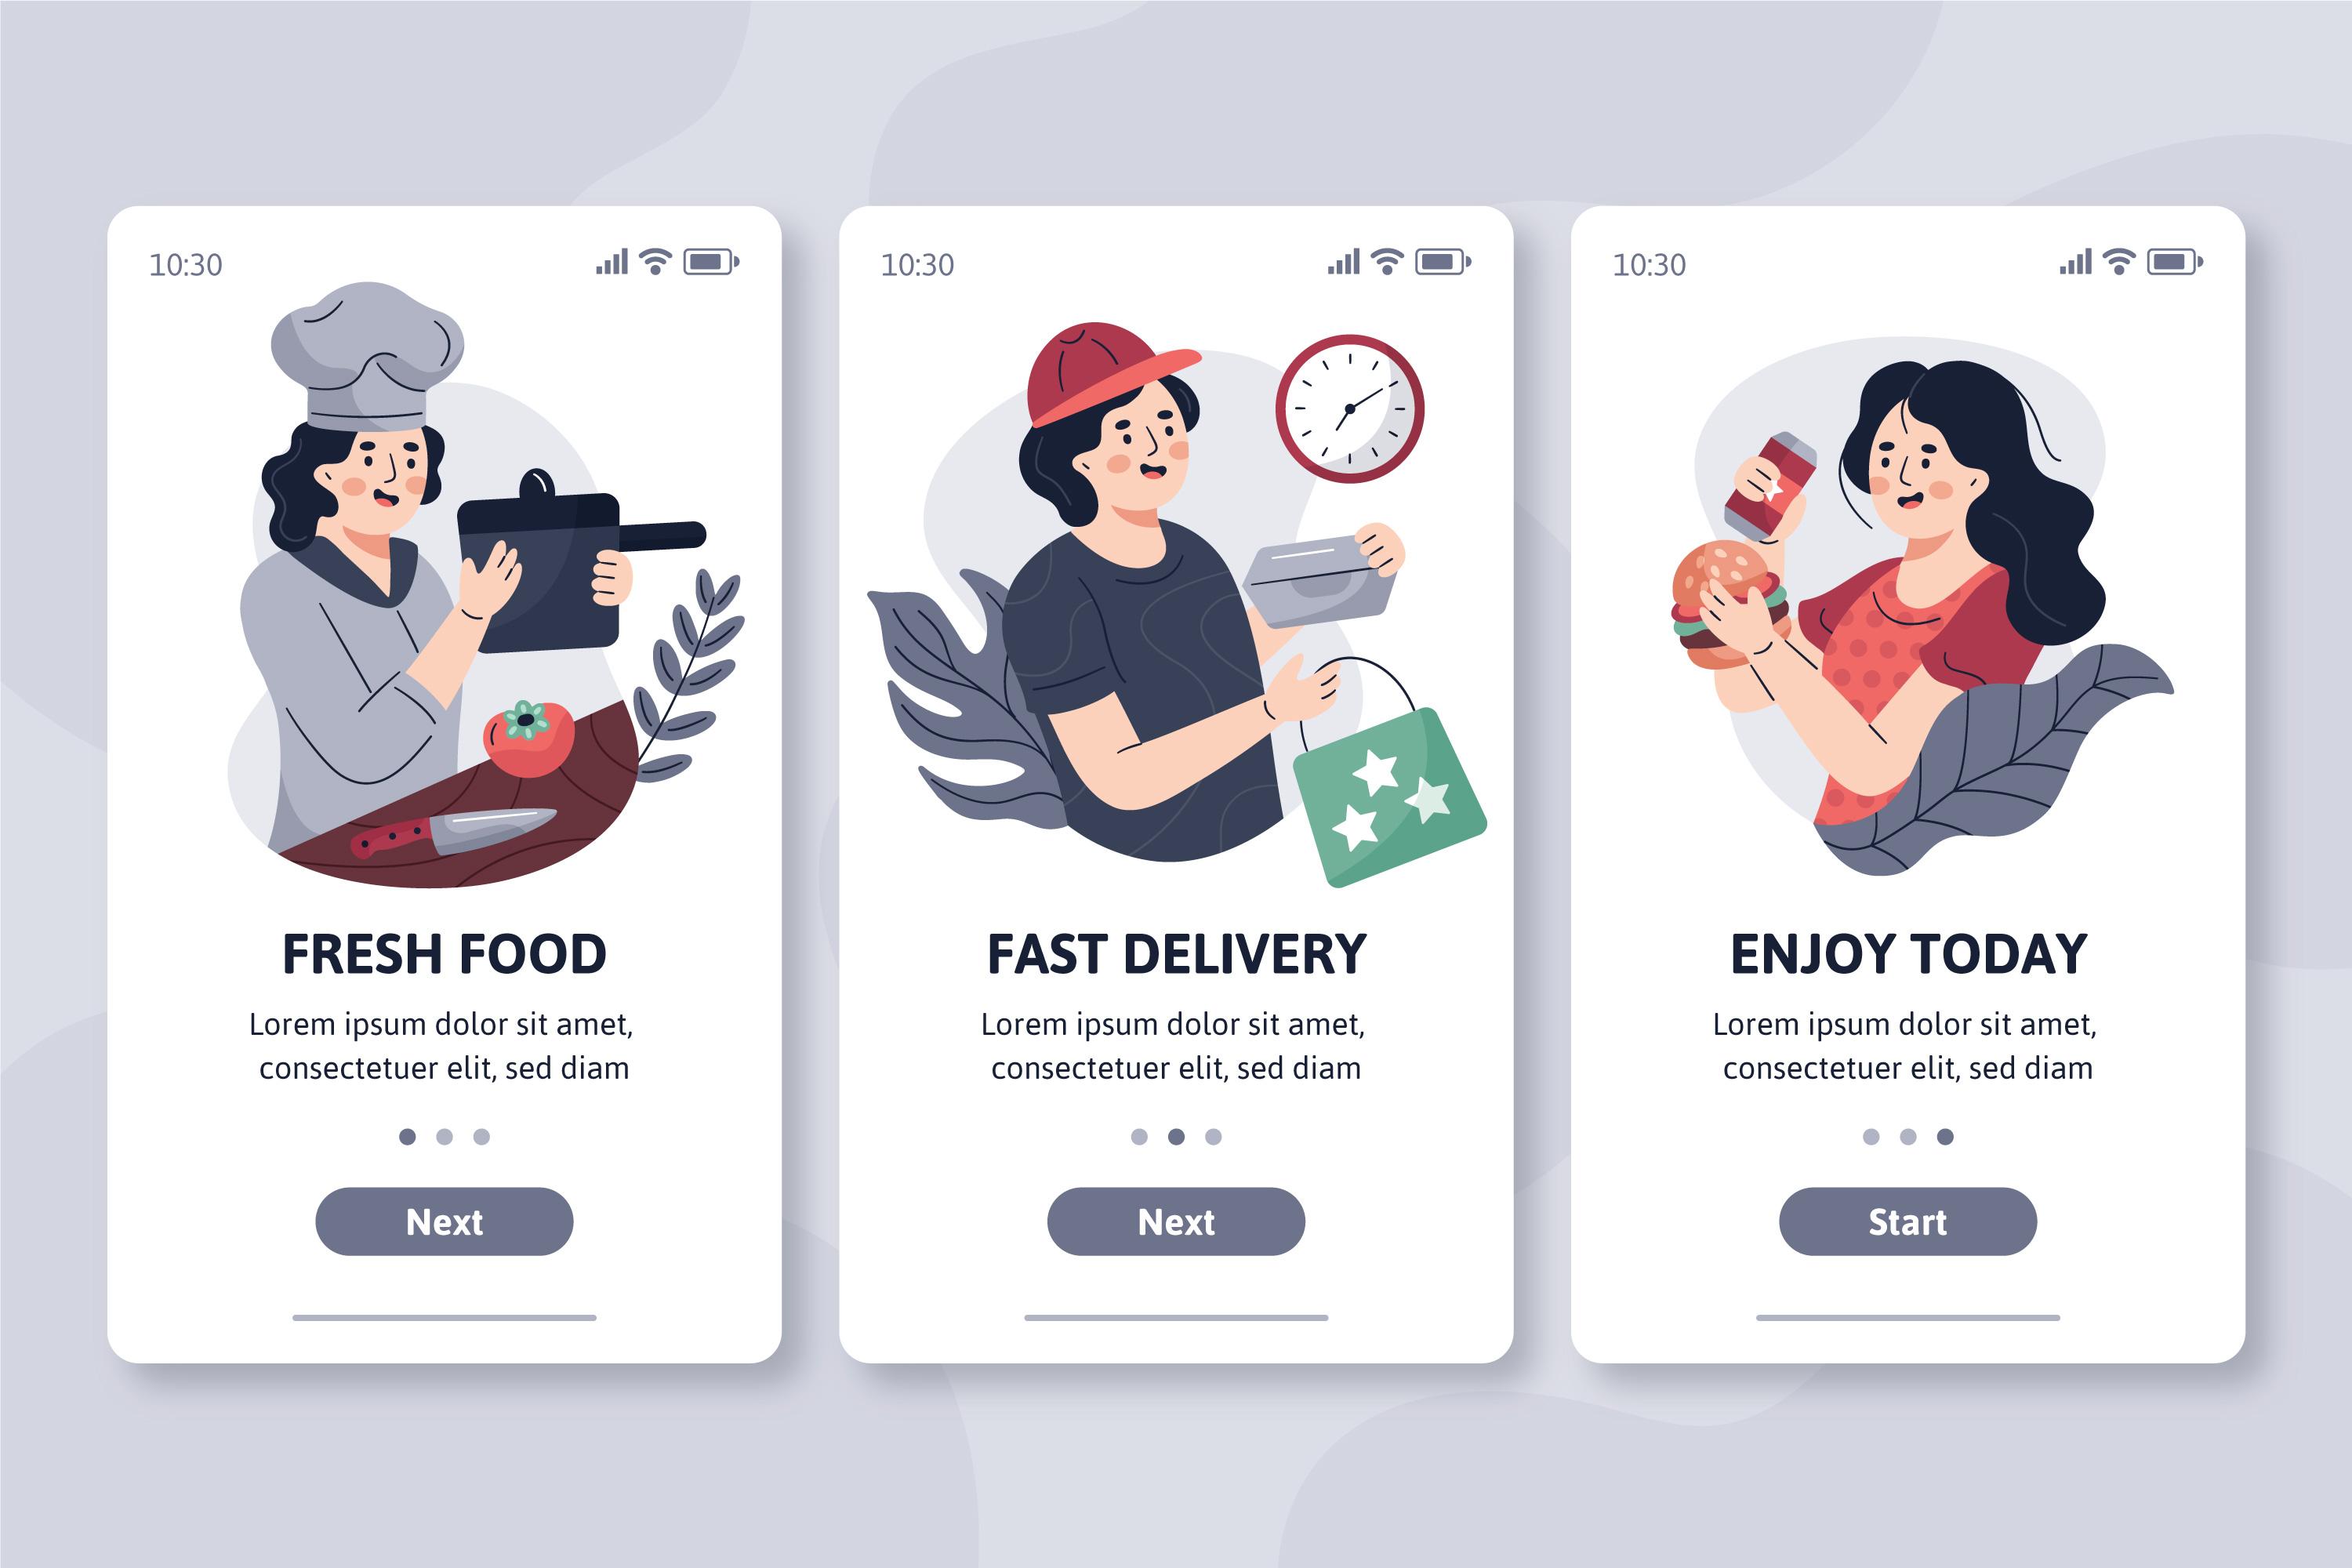 10:30
FRESH FOOD
Lorem ipsum dolor sit amet,
consectetuer elit, sed diam
Next
10:30
FAST DELIVERY
Lorem ipsum dolor sit amet,
consectetuer elit, sed diam
Next
10:30
ENJOY TODAY
Lorem ipsum dolor sit amet,
consectetuer elit, sed diam
Start